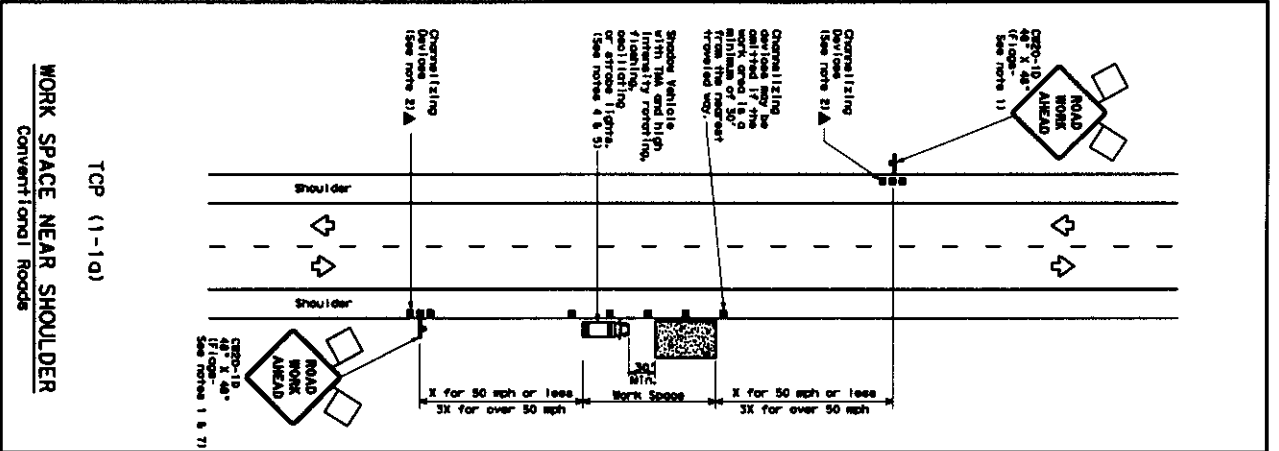 CW20-1D
48" X 48"
(Flags-
See note 1)
ROAD
WORK
AHEAD
Channelizing
Devices
(See note 2)▲
Channelizing
devices may be
omitted if the
work area is a
minimum of 30'
from the nearest
traveled way.
Shadow Vehicle
with TMA and high
intensity rotating,
flashing,
oscillating
or strobe lights.
(See notes 4 & 5)
Channelizing
Devices
(See note 2)▲
Shoulder
Shoulder
30'
Min.
X for 50 mph or less
3X for over 50 mph
Work Space
X for 50 mph or less
3X for over 50 mph
ROAD
WORK
AHEAD
CW20-1D
48" X 48"
(Flags-
See notes 1 & 7)
TCP (1-1a)
WORK SPACE NEAR SHOULDER
Conventional Roads